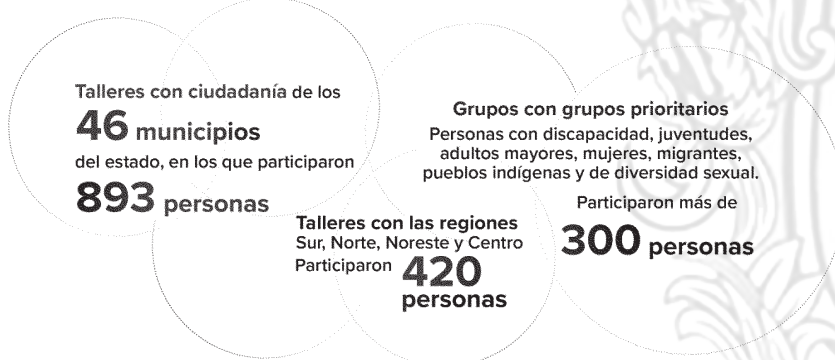 Talleres con ciudadanía de los
46 municipios
del estado, en los que participaron
893 personas
Talleres con las regiones
Sur, Norte, Noreste y Centro
Participaron 420
personas
Grupos con grupos prioritarios
Personas con discapacidad, juventudes,
adultos mayores, mujeres, migrantes,
pueblos indígenas y de diversidad sexual.
Participaron más de
300 personas